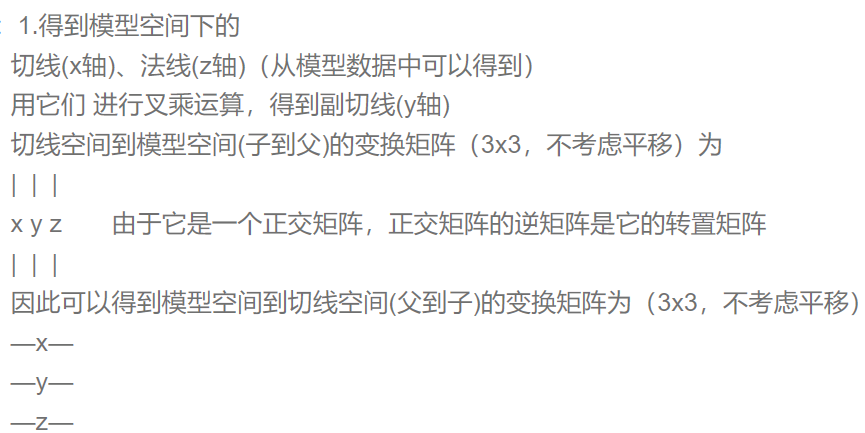 1.得到模型空间下的
切线(x轴)、法线(z轴)（从模型数据中可以得到）
用它们 进行叉乘运算，得到副切线(y轴)
切线空间到模型空间(子到父)的变换矩阵（3x3，不考虑平移）为
| | |
x y z 由于它是一个正交矩阵，正交矩阵的逆矩阵是它的转置矩阵
| | |
因此可以得到模型空间到切线空间(父到子)的变换矩阵为（3x3，不考虑平移）
—x—
—y—
—z—